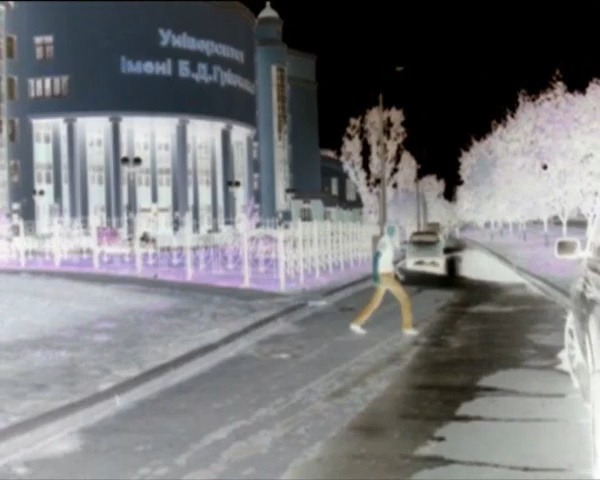 Університет
імені Б.Д.Грінченка